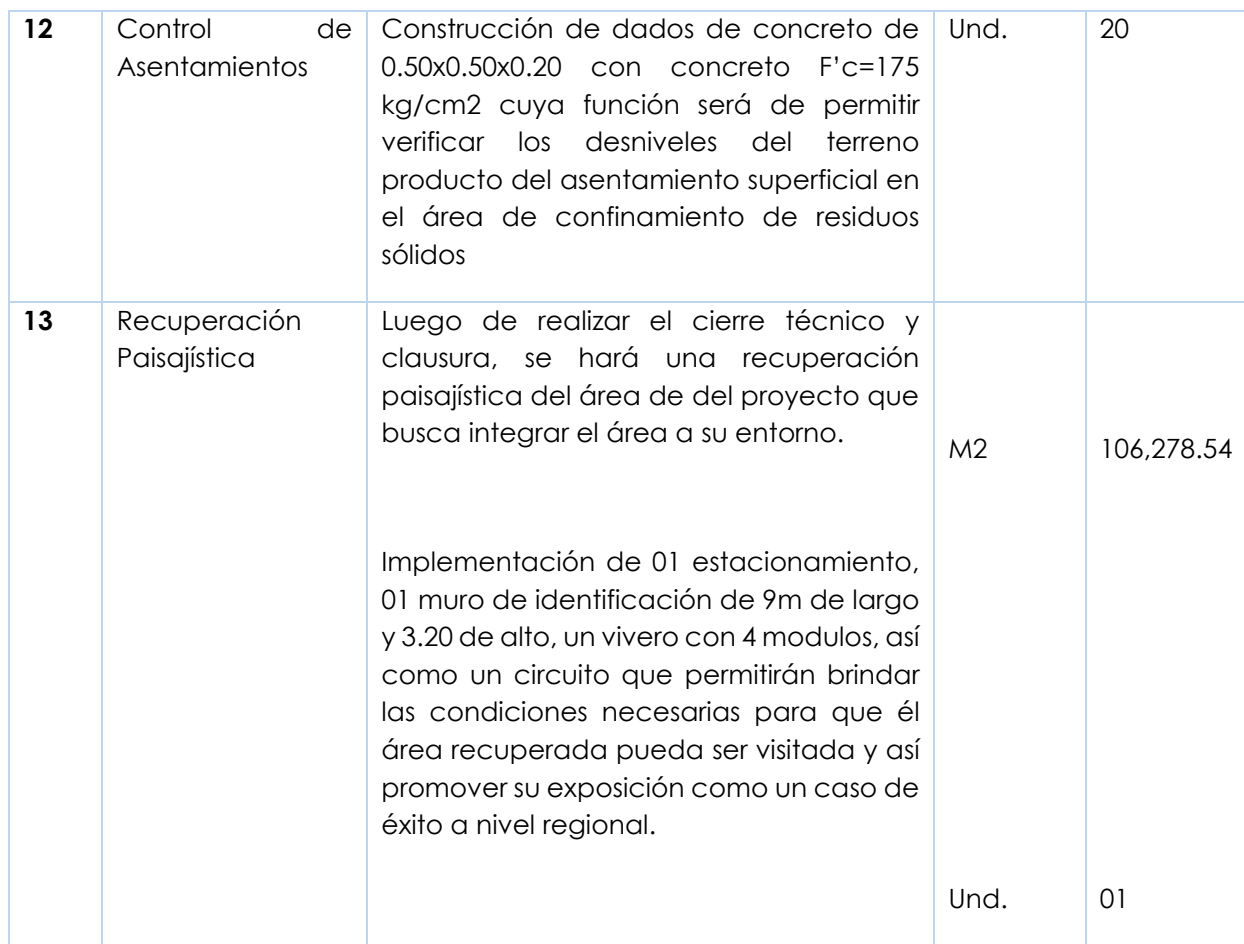 12 Control de Construcción de dados de concreto de Und. 20
Asentamientos 0.50x0.50x0.20 con concreto F’c=175
kg/cm2 cuya función será de permitir
verificar los desniveles del terreno
producto del asentamiento superficial en
el área de confinamiento de residuos
sólidos
13 Recuperación Luego de realizar el cierre técnico y
Paisajística clausura, se hará una recuperación
paisajística del área de del proyecto que
busca integrar el área a su entorno.
M2 106,278.54
Implementación de 01 estacionamiento,
01 muro de identificación de 9m de largo
y 3.20 de alto, un vivero con 4 modulos, así
como un circuito que permitirán brindar
las condiciones necesarias para que él
área recuperada pueda ser visitada y así
promover su exposición como un caso de
éxito a nivel regional.
Und. 01